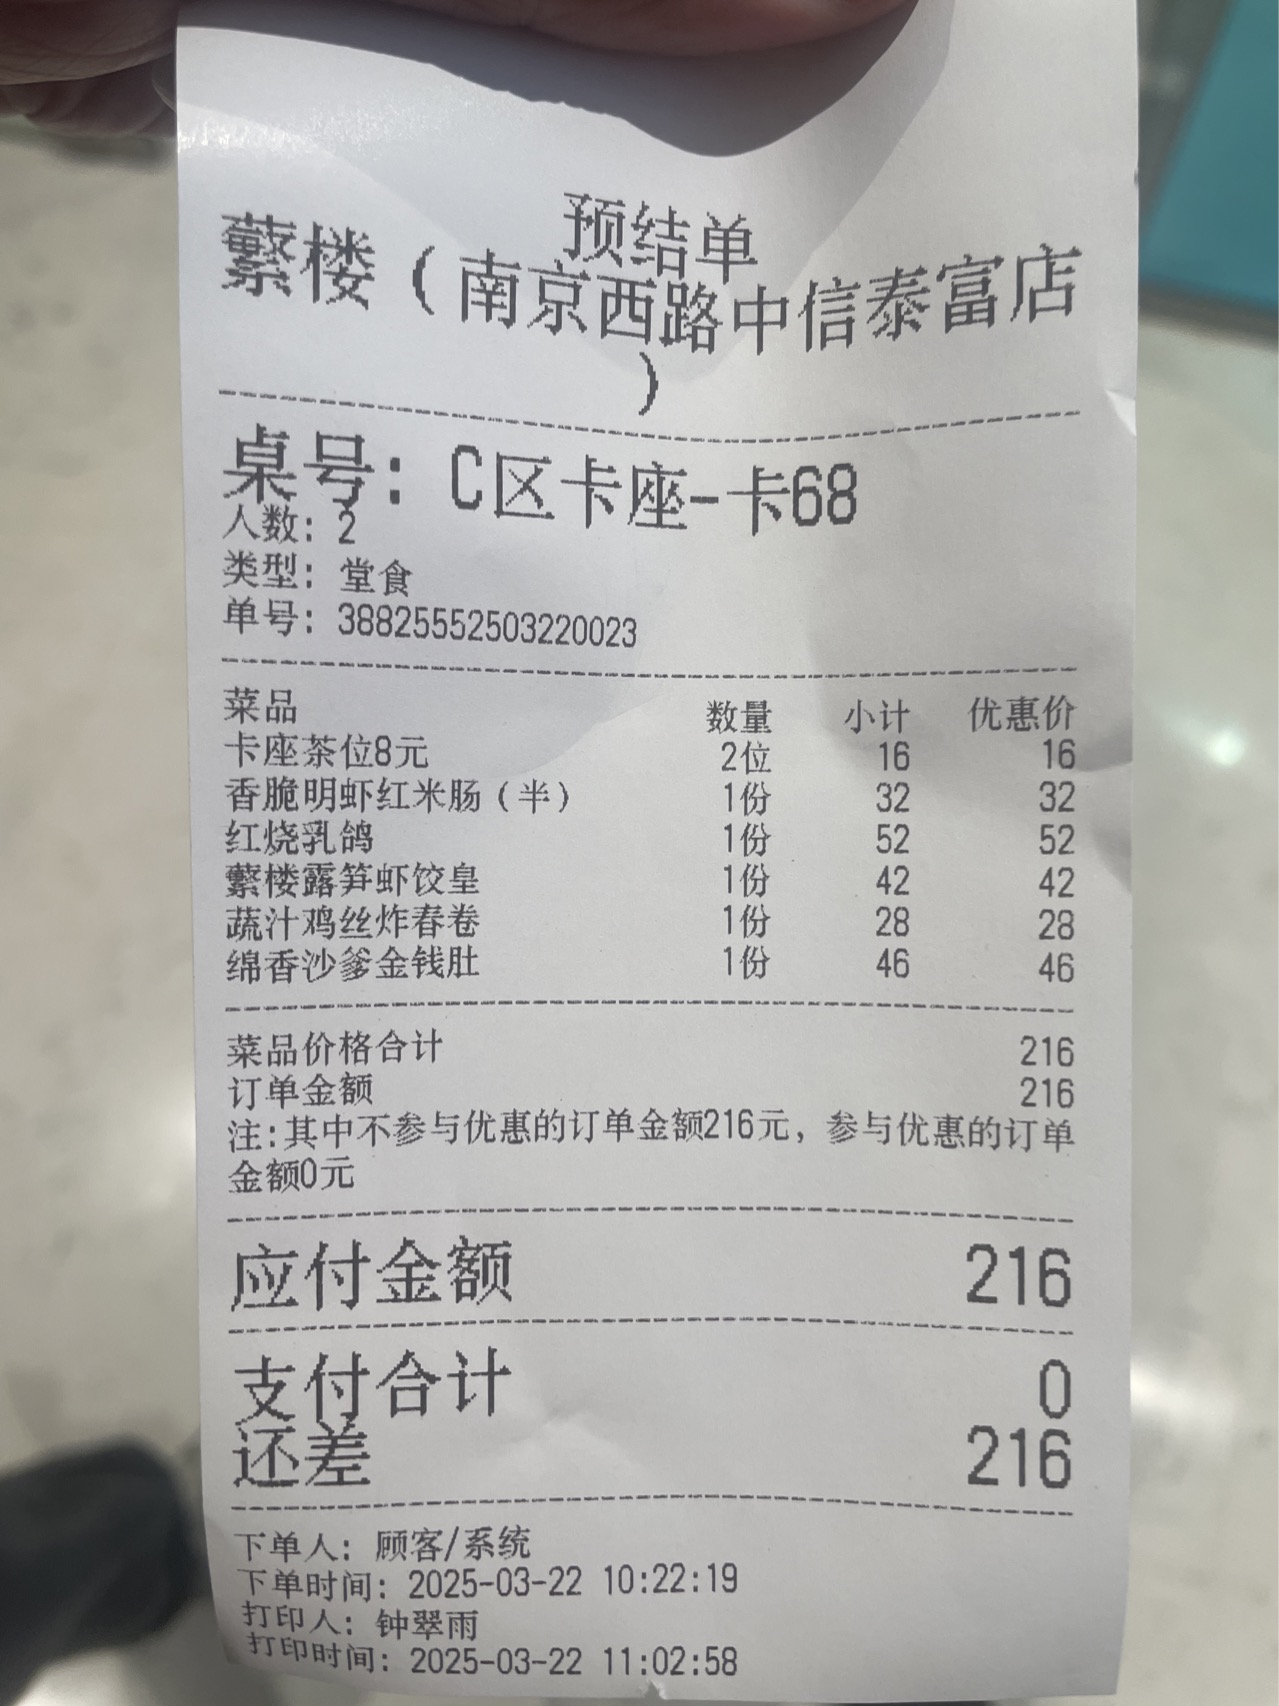 预结单
蘩楼（南京西路中信泰富店
）
桌号：C区卡座-卡68
人数：2
类型：堂食
单号：38825552503220023
菜品 数量 小计 优惠价
卡座茶位8元 2位 16 16
香脆明虾红米肠（半） 1份 32 32
红烧乳鸽 1份 52 52
蘩楼露笋虾饺皇 1份 42 42
蔬汁鸡丝炸春卷 1份 28 28
绵香沙爹金钱肚 1份 46 46
菜品价格合计 216
订单金额 216
注:其中不参与优惠的订单金额216元，参与优惠的订单
金额0元
应付金额 216
支付合计 0
还差 216
下单人：顾客/系统
下单时间：2025-03-22 10:22:19
打印人：钟翠雨
打印时间：2025-03-22 11:02:58